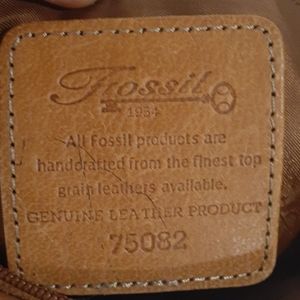 Fossil
1954
All Fossil products are
handcrafted from the finest top
grain leathers available.
GENUINE LEATHER PRODUCT
75082